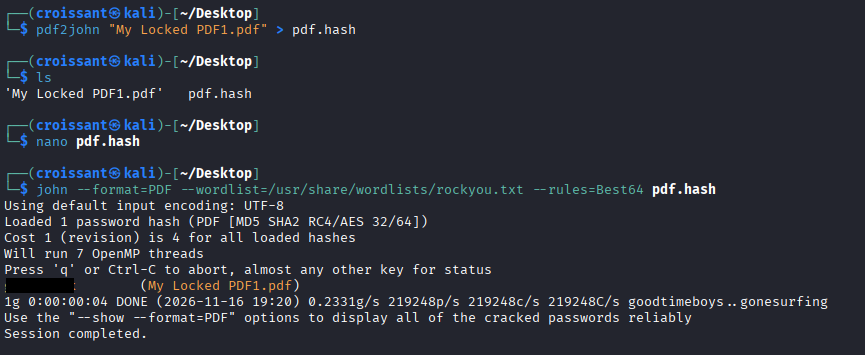 ┌──(croissant㉿kali)-[~/Desktop]
└─$ pdf2john "My Locked PDF1.pdf" > pdf.hash
┌──(croissant㉿kali)-[~/Desktop]
└─$ ls
'My Locked PDF1.pdf'   pdf.hash
┌──(croissant㉿kali)-[~/Desktop]
└─$ nano pdf.hash
┌──(croissant㉿kali)-[~/Desktop]
└─$ john --format=PDF --wordlist=/usr/share/wordlists/rockyou.txt --rules=Best64 pdf.hash
Using default input encoding: UTF-8
Loaded 1 password hash (PDF [MD5 SHA2 RC4/AES 32/64])
Cost 1 (revision) is 4 for all loaded hashes
Will run 7 OpenMP threads
Press 'q' or Ctrl-C to abort, almost any other key for status
(My Locked PDF1.pdf)
1g 0:00:00:04 DONE (2026-11-16 19:20) 0.2331g/s 219248p/s 219248c/s 219248C/s goodtimeboys..gonesurfing
Use the "--show --format=PDF" options to display all of the cracked passwords reliably
Session completed.